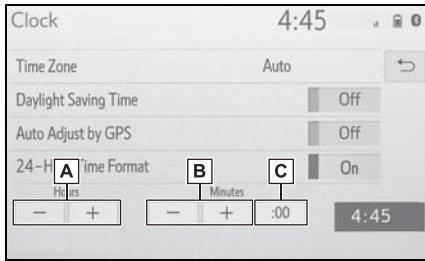 Clock 4:45
Time Zone Auto
Daylight Saving Time Off
Auto Adjust by GPS Off
24-H Time Format On
A B C
Hours Minutes
− + − + :00 4:45